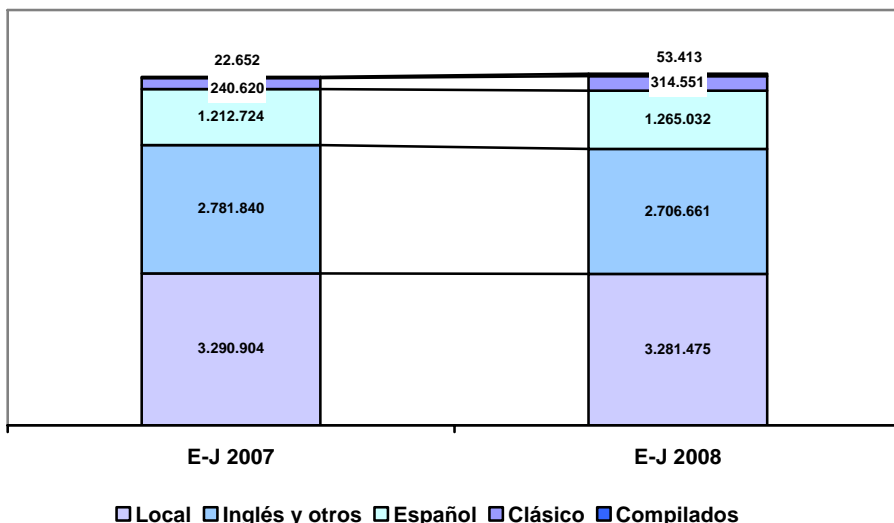 22.652 53.413
240.620 314.551
1.212.724 1.265.032
2.781.840 2.706.661
3.290.904 3.281.475
E-J 2007 E-J 2008
Local Inglés y otros Español Clásico Compilados